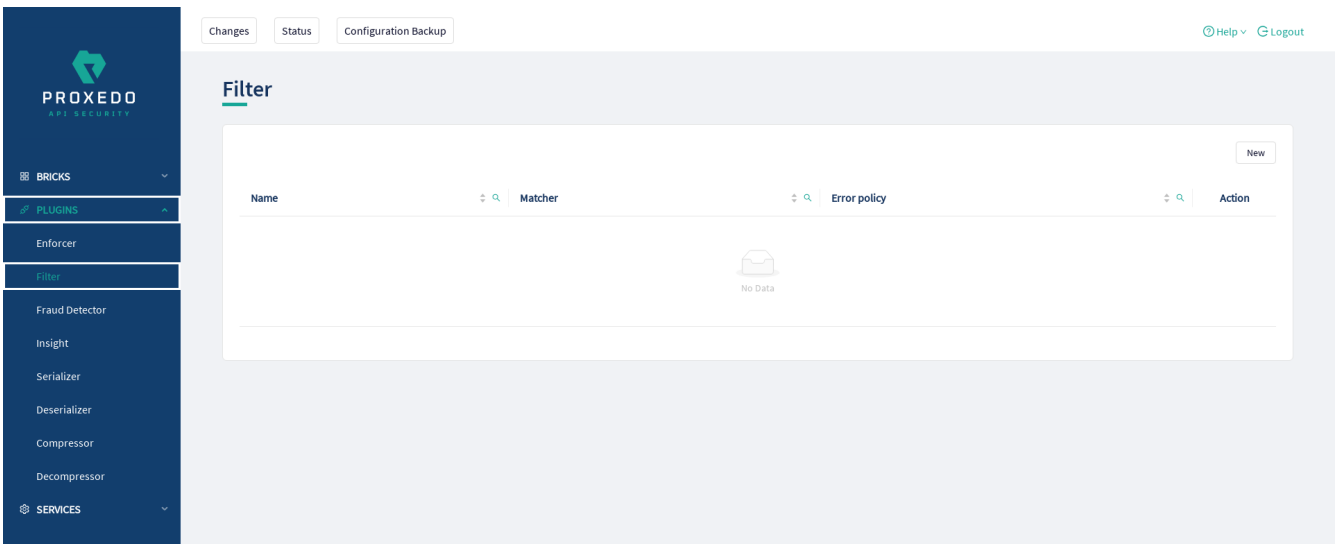 Changes Status Configuration Backup Help Logout
PROXEDO
API SECURITY
Filter
New
BRICKS
PLUGINS
Enforcer
Filter
Fraud Detector
Insight
Serializer
Deserializer
Compressor
Decompressor
SERVICES
Name Matcher Error policy Action
No Data